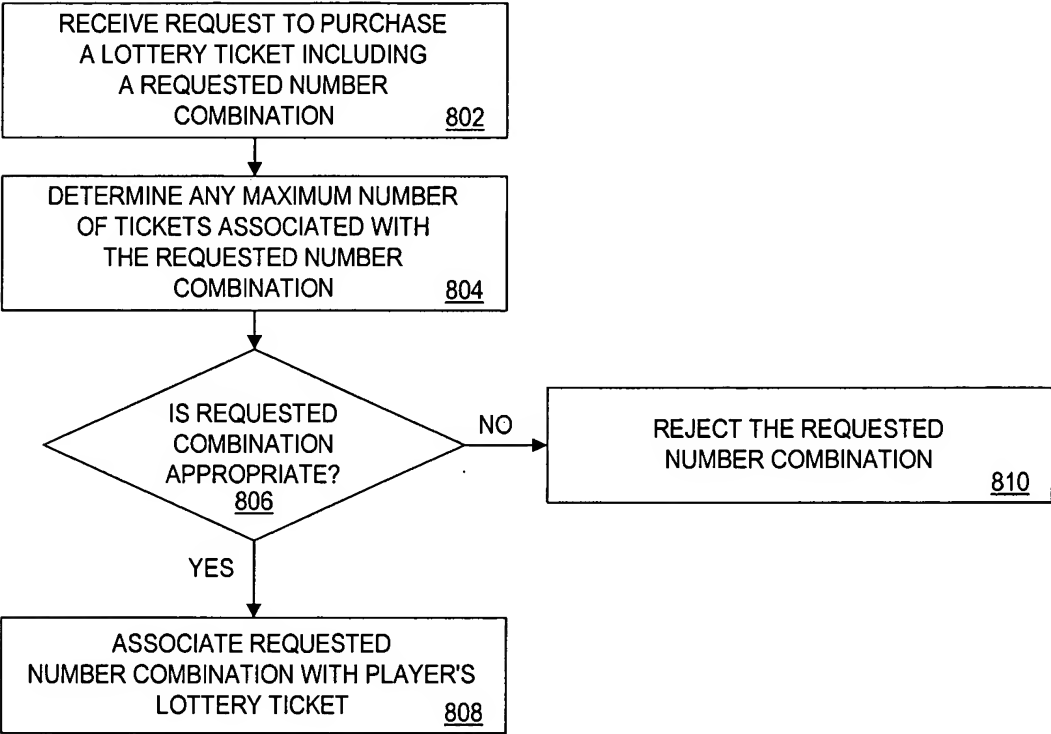 RECEIVE REQUEST TO PURCHASE
A LOTTERY TICKET INCLUDING
A REQUESTED NUMBER
COMBINATION 802
DETERMINE ANY MAXIMUM NUMBER
OF TICKETS ASSOCIATED WITH
THE REQUESTED NUMBER
COMBINATION 804
IS REQUESTED
COMBINATION
APPROPRIATE?
806
NO
REJECT THE REQUESTED
NUMBER COMBINATION
810
YES
ASSOCIATE REQUESTED
NUMBER COMBINATION WITH PLAYER'S
LOTTERY TICKET 808